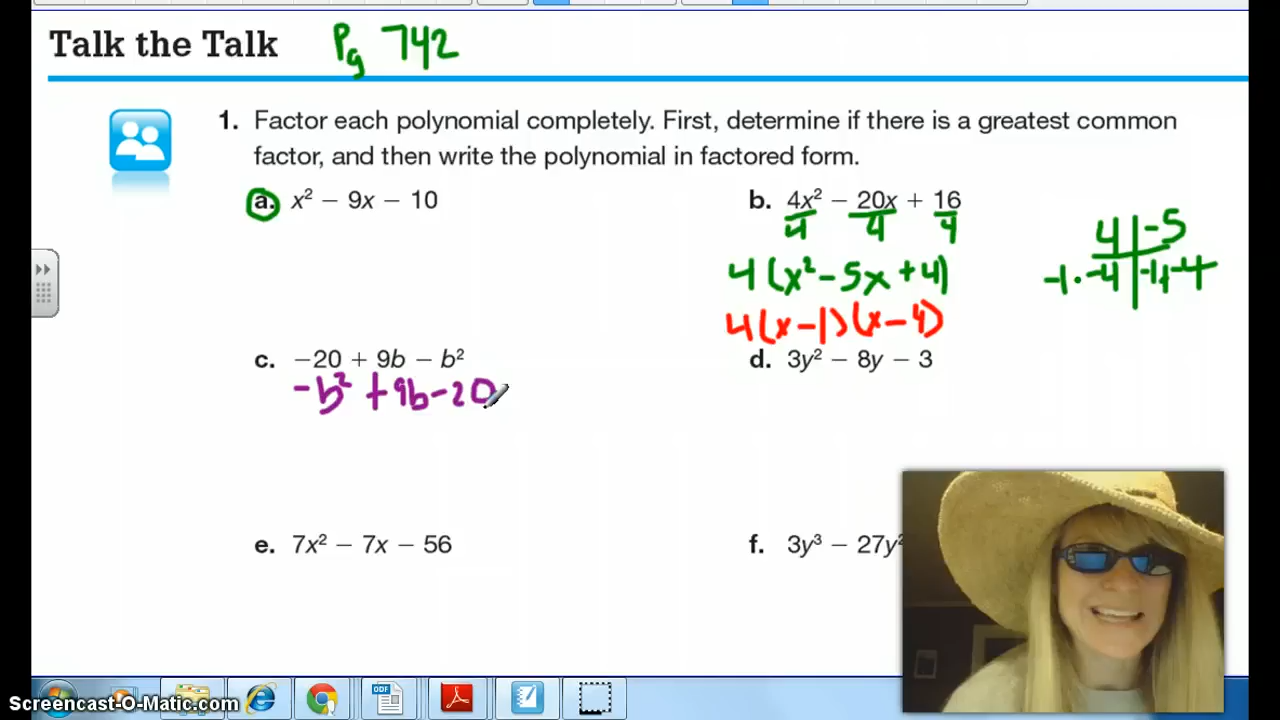 Talk the Talk Pg 742
1. Factor each polynomial completely. First, determine if there is a greatest common
factor, and then write the polynomial in factored form.
a. x² − 9x − 10
b. 4x² − 20x + 16
4 4 4
4(x² − 5x + 4)
4(x − 1)(x − 4)
4 | −5
−1 · −4 | −1 + −4
c. −20 + 9b − b²
−b² + 9b − 20
d. 3y² − 8y − 3
e. 7x² − 7x − 56
f. 3y³ − 27y²
ODF
Screencast-O-Matic.com